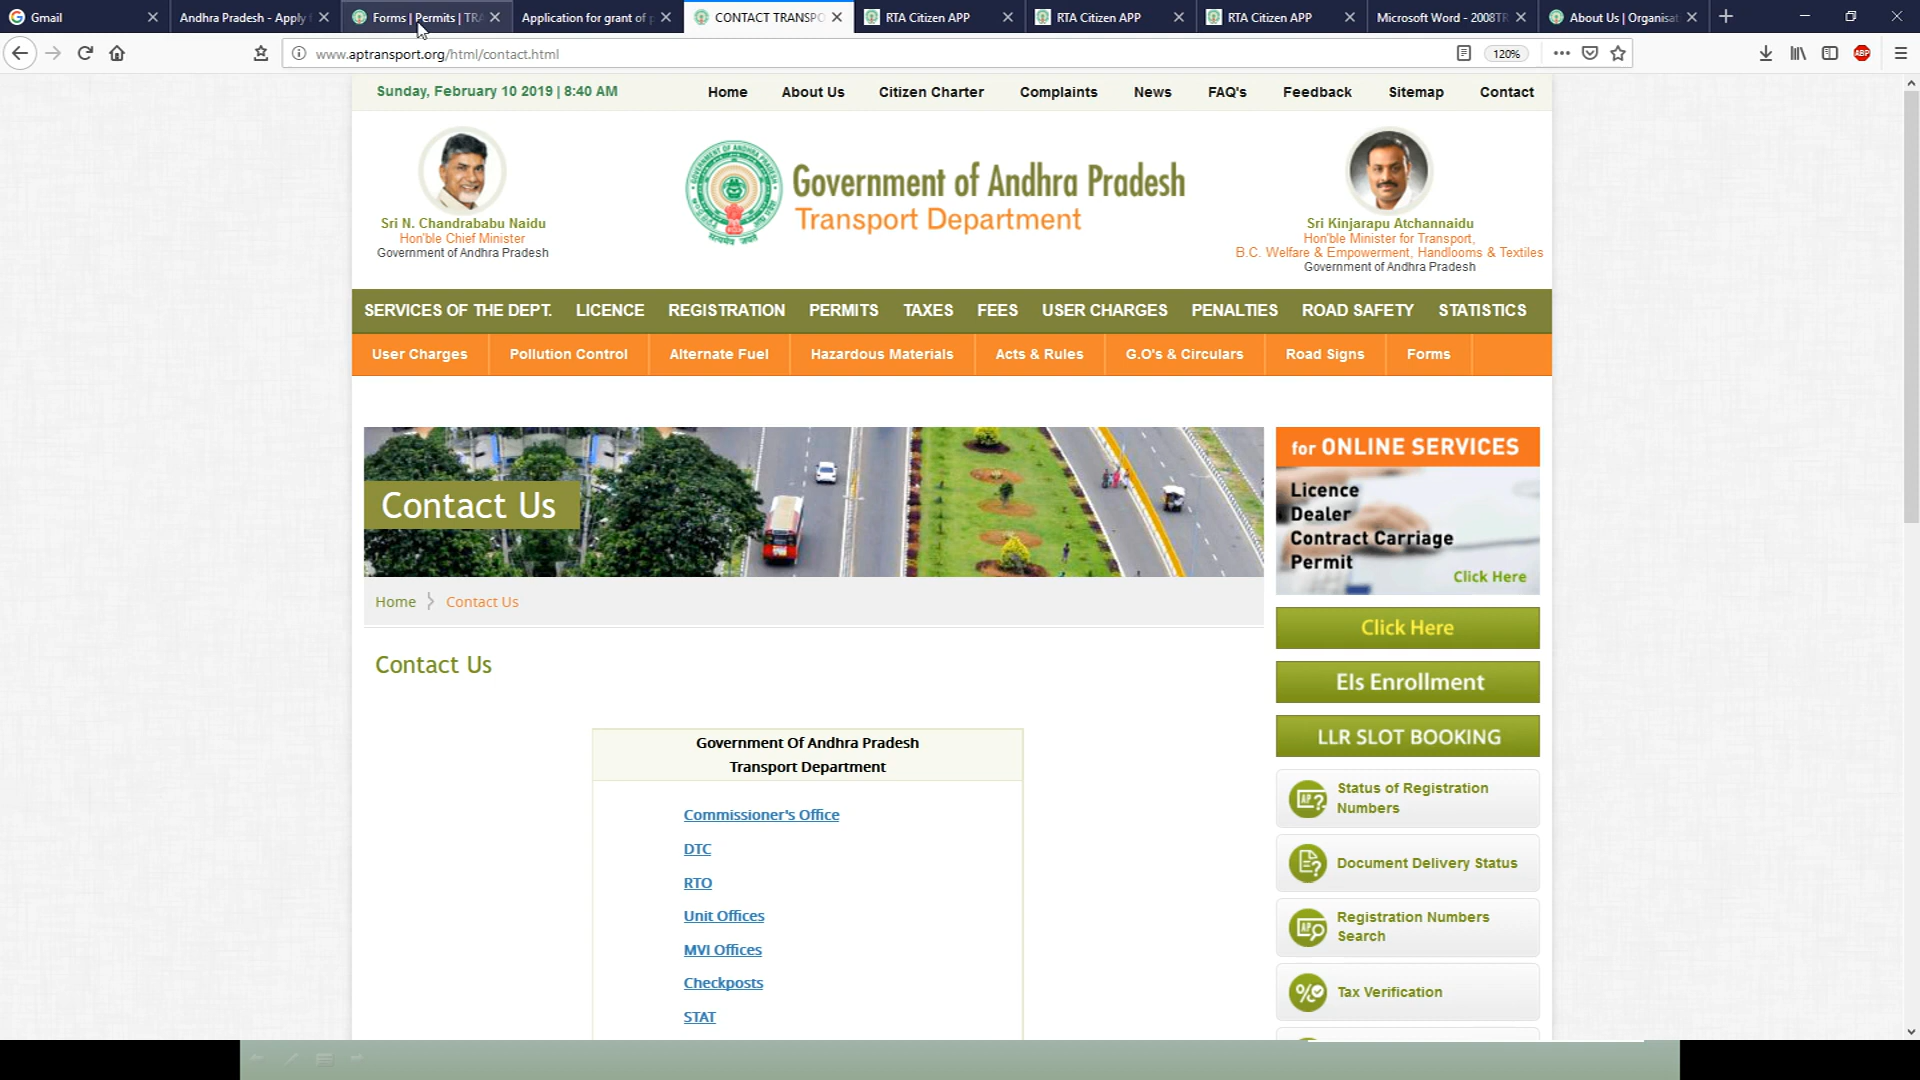 Gmail
Andhra Pradesh - Apply
Forms | Permits | TRA
Application for grant of p
CONTACT TRANSPO
RTA Citizen APP
RTA Citizen APP
RTA Citizen APP
Microsoft Word - 2008TR
About Us | Organisat
www.aptransport.org/html/contact.html
120%
ABP
Sunday, February 10 2019 | 8:40 AM
Home About Us Citizen Charter Complaints News FAQ's Feedback Sitemap Contact
Sri N. Chandrababu Naidu
Hon'ble Chief Minister
Government of Andhra Pradesh
Government of Andhra Pradesh
Transport Department
Sri Kinjarapu Atchannaidu
Hon'ble Minister for Transport,
B.C. Welfare & Empowerment, Handlooms & Textiles
Government of Andhra Pradesh
SERVICES OF THE DEPT. LICENCE REGISTRATION PERMITS TAXES FEES USER CHARGES PENALTIES ROAD SAFETY STATISTICS
User Charges Pollution Control Alternate Fuel Hazardous Materials Acts & Rules G.O's & Circulars Road Signs Forms
Contact Us
Home Contact Us
Contact Us
Government Of Andhra Pradesh
Transport Department
Commissioner's Office
DTC
RTO
Unit Offices
MVI Offices
Checkposts
STAT
for ONLINE SERVICES
Licence
Dealer
Contract Carriage
Permit
Click Here
Click Here
EIs Enrollment
LLR SLOT BOOKING
Status of Registration
Numbers
Document Delivery Status
Registration Numbers
Search
Tax Verification